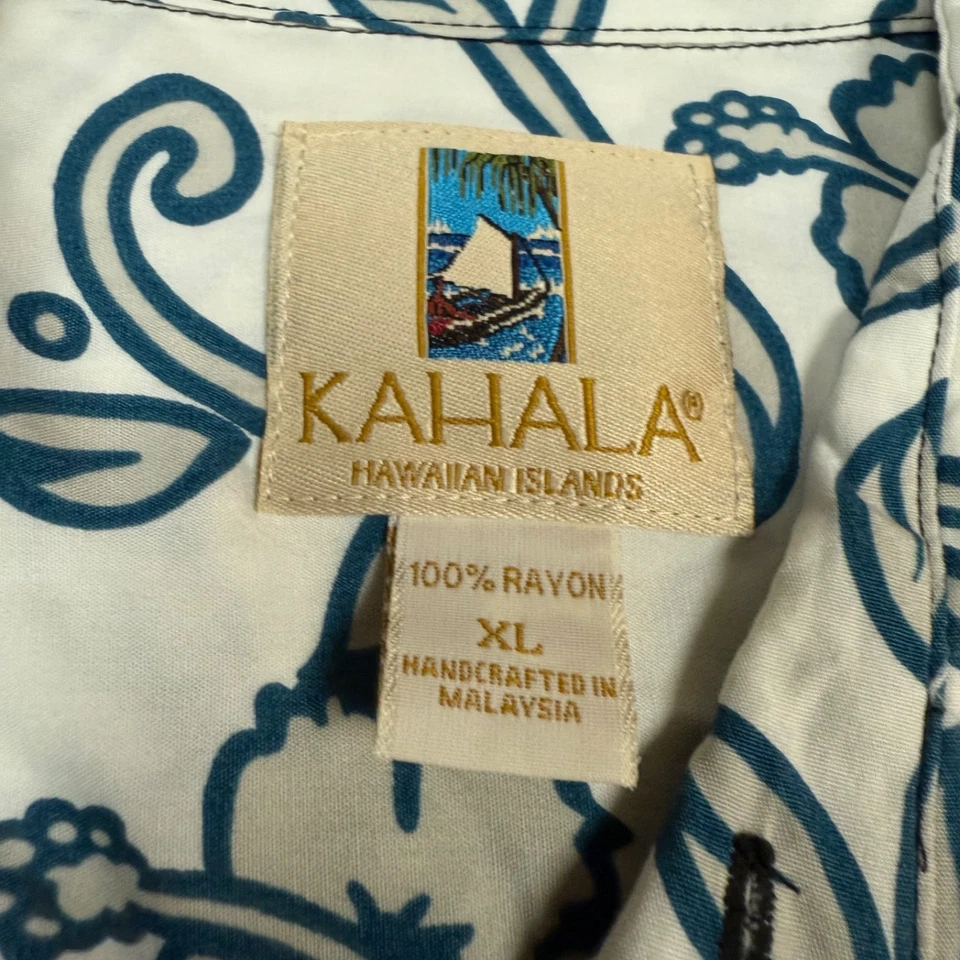 KAHALA®
HAWAIIAN ISLANDS
100% RAYON
XL
HANDCRAFTED IN
MALAYSIA